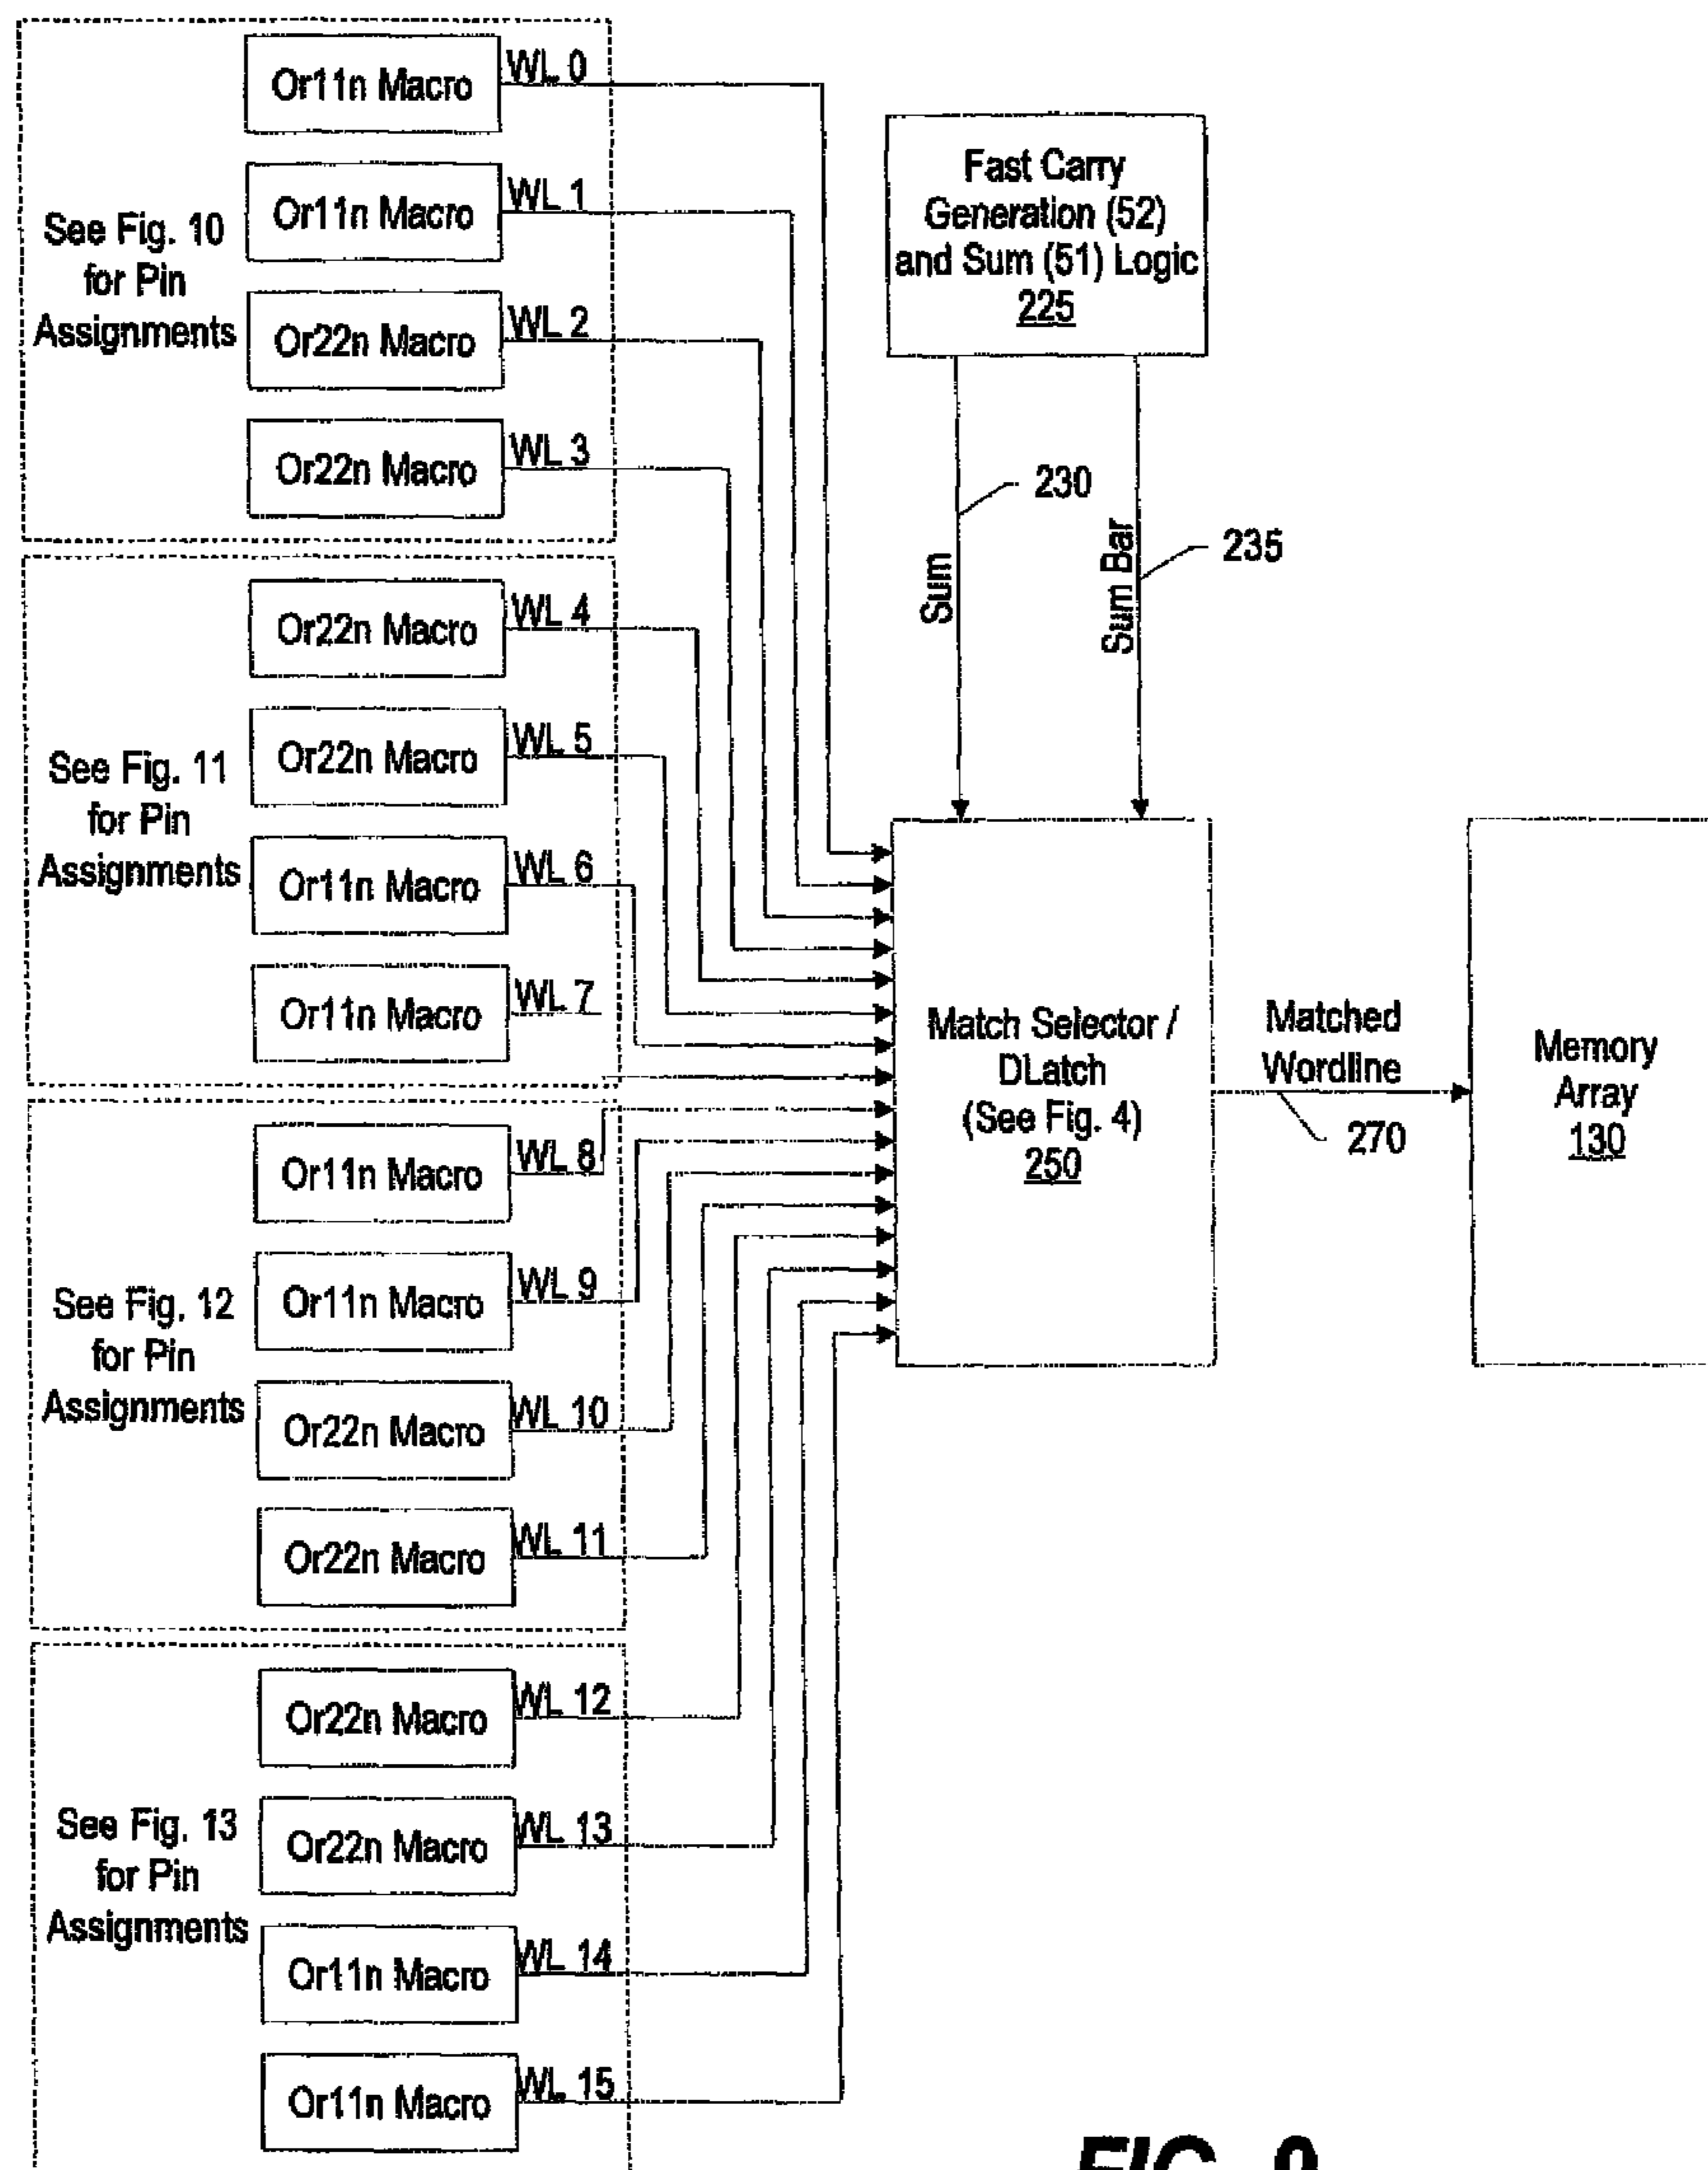 Or11n Macro
WL 0
Or11n Macro
WL 1
Or22n Macro
WL 2
Or22n Macro
WL 3
See Fig. 10
for Pin
Assignments
Or22n Macro
WL 4
Or22n Macro
WL 5
Or11n Macro
WL 6
Or11n Macro
WL 7
See Fig. 11
for Pin
Assignments
Or11n Macro
WL 8
Or11n Macro
WL 9
Or22n Macro
WL 10
Or22n Macro
WL 11
See Fig. 12
for Pin
Assignments
Or22n Macro
WL 12
Or22n Macro
WL 13
Or11n Macro
WL 14
Or11n Macro
WL 15
See Fig. 13
for Pin
Assignments
Fast Carry
Generation (52)
and Sum (51) Logic
225
Sum
230
Sum Bar
235
Match Selector /
DLatch
(See Fig. 4)
250
Matched
Wordline
270
Memory
Array
130